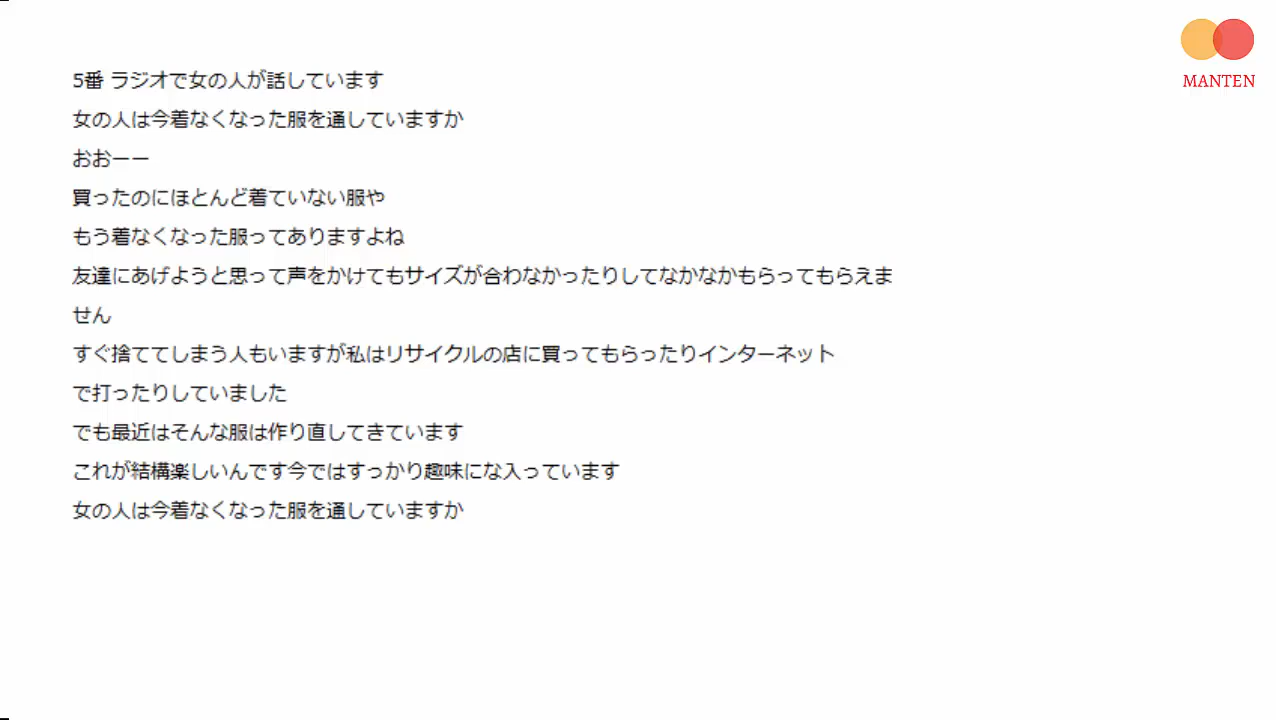 MANTEN
5番 ラジオで女の人が話しています
女の人は今着なくなった服を通していますか
おおーー
買ったのにほとんど着ていない服や
もう着なくなった服ってありますよね
友達にあげようと思って声をかけてもサイズが合わなかったりしてなかなかもらってもらえま
せん
すぐ捨ててしまう人もいますが私はリサイクルの店に買ってもらったりインターネット
で打ったりしていました
でも最近はそんな服は作り直してきています
これが結構楽しいんです今ではすっかり趣味にな入っています
女の人は今着なくなった服を通していますか